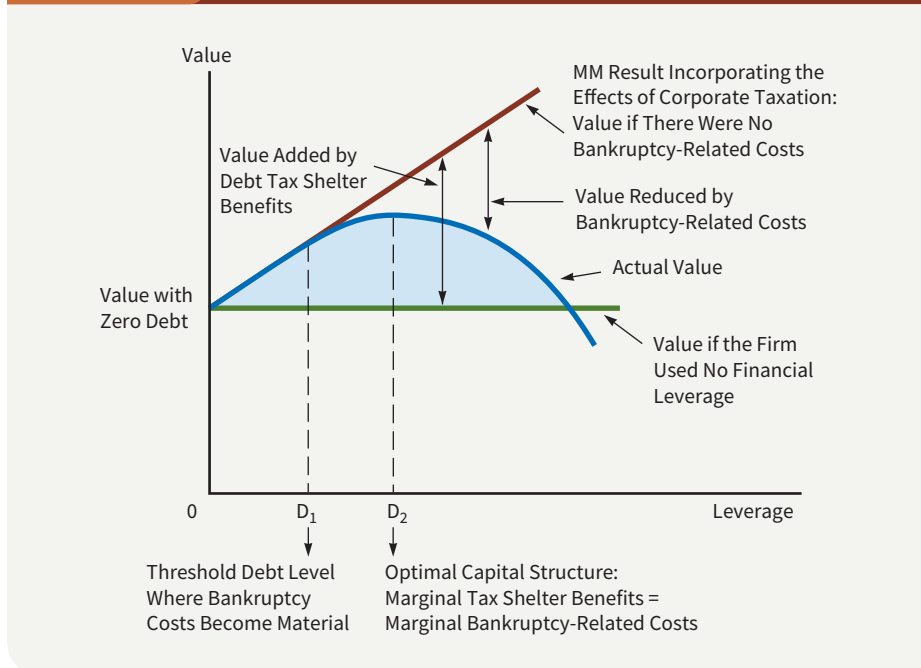 Value
MM Result Incorporating the
Effects of Corporate Taxation:
Value if There Were No
Bankruptcy-Related Costs
Value Added by
Debt Tax Shelter
Benefits
Value Reduced by
Bankruptcy-Related Costs
Actual Value
Value with
Zero Debt
Value if the Firm
Used No Financial
Leverage
0
D₁
D₂
Leverage
Threshold Debt Level
Where Bankruptcy
Costs Become Material
Optimal Capital Structure:
Marginal Tax Shelter Benefits =
Marginal Bankruptcy-Related Costs